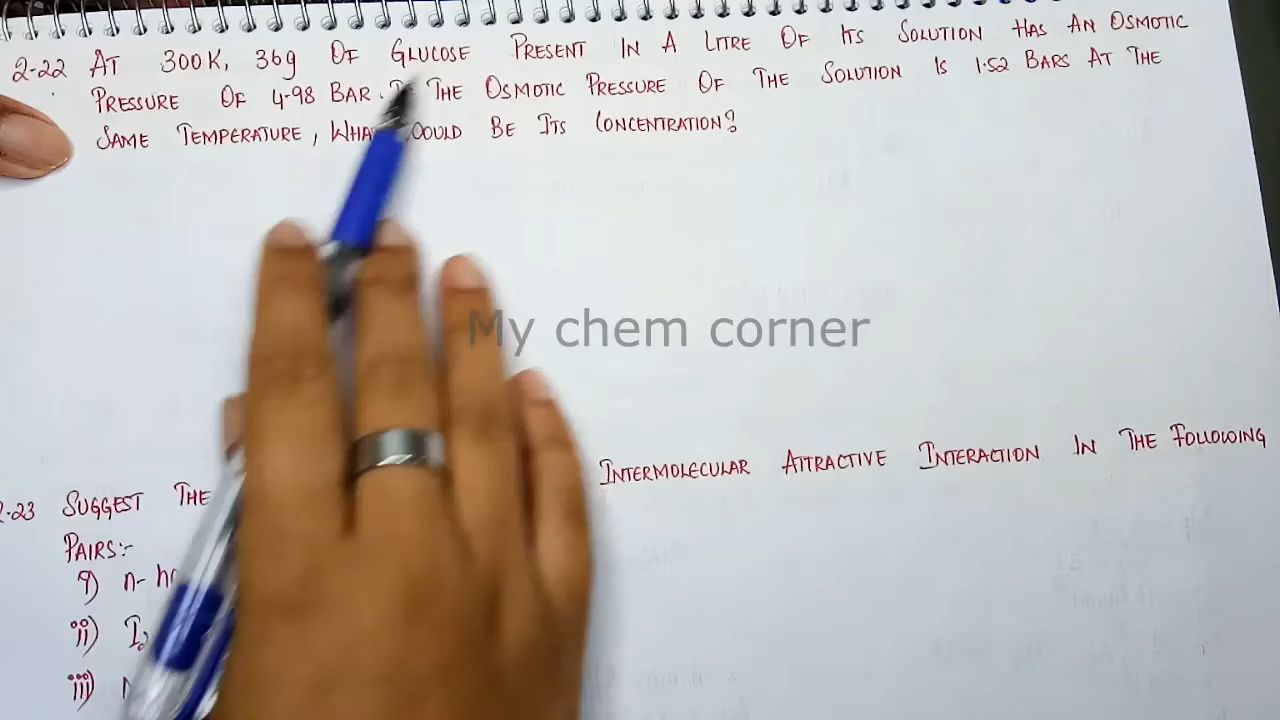 2.22 AT 300K, 36g OF GLUCOSE PRESENT IN A LITRE OF ITS SOLUTION HAS AN OSMOTIC
PRESSURE OF 4.98 BAR. THE OSMOTIC PRESSURE OF THE SOLUTION IS 1.52 BARS AT THE
SAME TEMPERATURE, BE ITS CONCENTRATION?
My chem corner
2.23 SUGGEST THE INTERMOLECULAR ATTRACTIVE INTERACTION IN THE FOLLOWING
PAIRS:-
i) n-
ii)
iii)